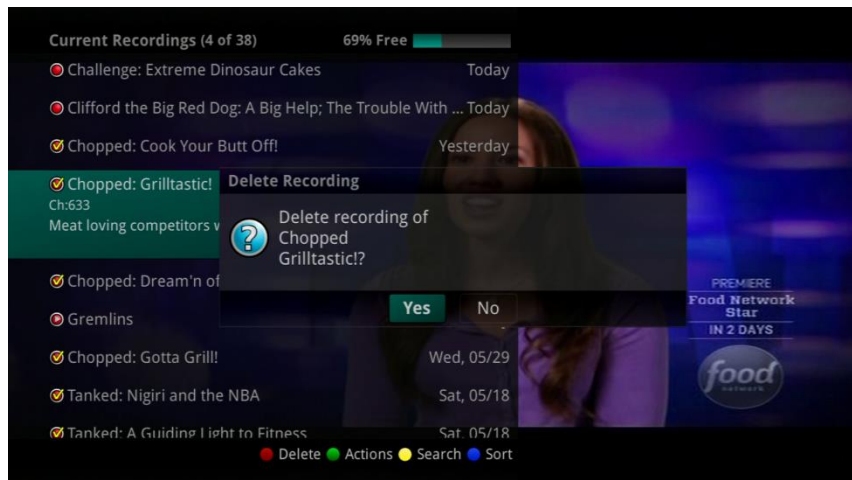 Current Recordings (4 of 38) 69% Free
Challenge: Extreme Dinosaur Cakes Today
Clifford the Big Red Dog: A Big Help; The Trouble With ... Today
Chopped: Cook Your Butt Off! Yesterday
Chopped: Grilltastic!
Ch:633
Meat loving competitors
Delete Recording
Delete recording of
Chopped
Grilltastic!?
Yes No
Chopped: Dream'n of
Gremlins
Chopped: Gotta Grill! Wed, 05/29
Tanked: Nigiri and the NBA Sat, 05/18
Tanked: A Guiding Light to Fitness Sat, 05/18
Delete Actions Search Sort
PREMIERE
Food Network
Star
IN 2 DAYS
food
network